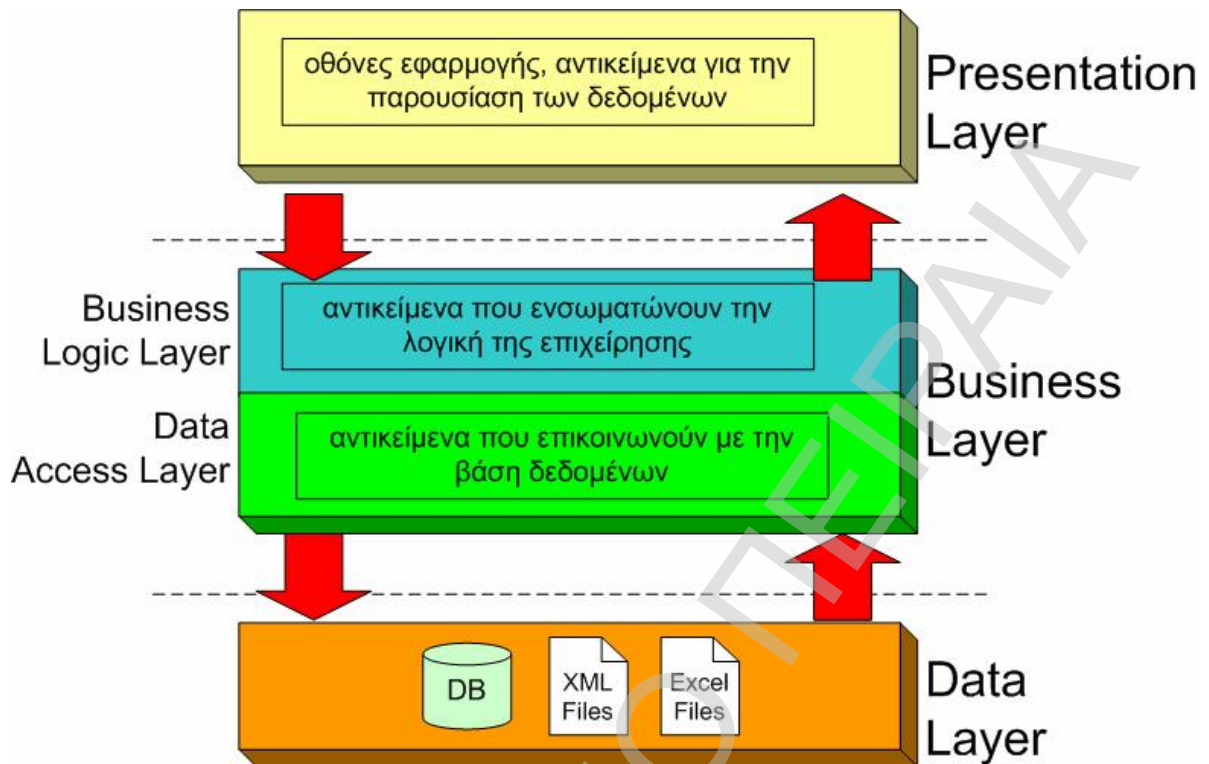 οθόνες εφαρμογής, αντικείμενα για την
παρουσίαση των δεδομένων
Presentation
Layer
Business
Logic Layer
αντικείμενα που ενσωματώνουν την
λογική της επιχείρησης
Data
Access Layer
αντικείμενα που επικοινωνούν με την
βάση δεδομένων
Business
Layer
DB
XML
Files
Excel
Files
Data
Layer
ΠΕΙΡΑΙΑ